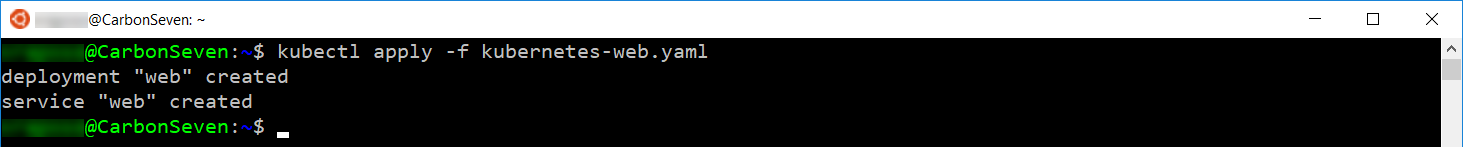 @CarbonSeven: ~
@CarbonSeven:~$ kubectl apply -f kubernetes-web.yaml
deployment "web" created
service "web" created
@CarbonSeven:~$